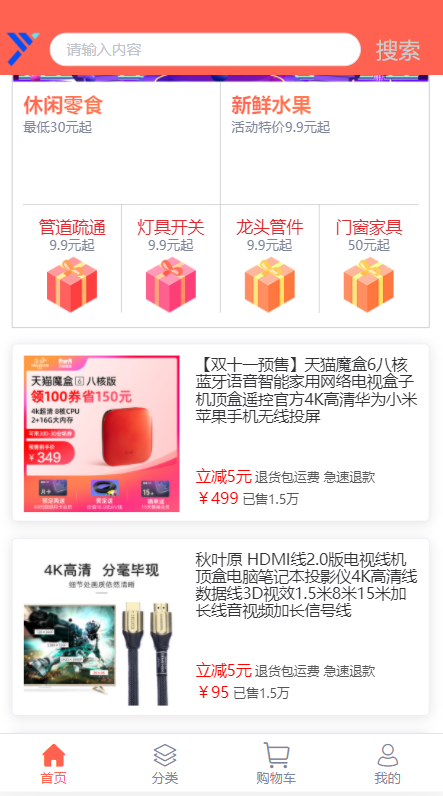 请输入内容
搜索
休闲零食
最低30元起
新鲜水果
活动特价9.9元起
管道疏通
9.9元起
灯具开关
9.9元起
龙头管件
9.9元起
门窗家具
50元起
天猫魔盒6八核版
领100券省150元
4k超清 8核CPU
2+16G大内存
￥349
【双十一预售】天猫魔盒6八核
蓝牙语音智能家用网络电视盒子
机顶盒遥控官方4K高清华为小米
苹果手机无线投屏
立减5元 退货包运费 急速退款
￥499 已售1.5万
4K高清 分毫毕现
细节处画质依然清晰
秋叶原 HDMI线2.0版电视线机
顶盒电脑笔记本投影仪4K高清线
数据线3D视效1.5米8米15米加
长线音视频加长信号线
立减5元 退货包运费 急速退款
￥95 已售1.5万
首页
分类
购物车
我的